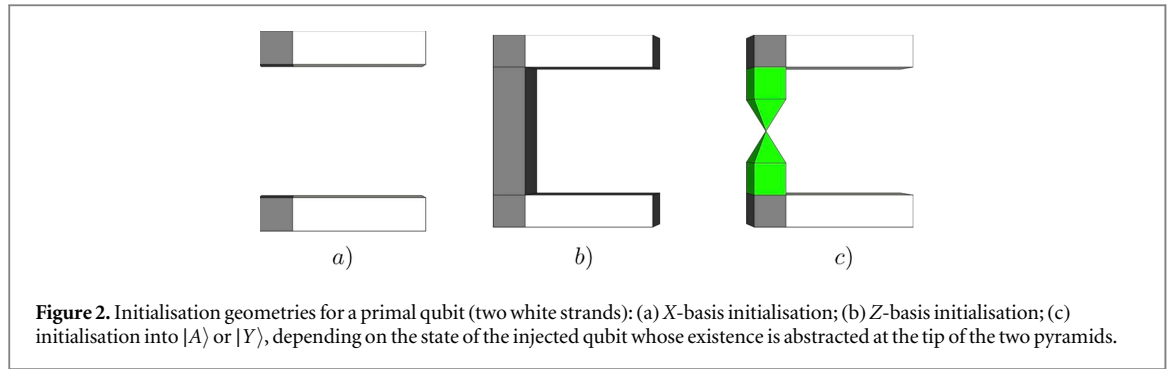 a) b) c)
Figure 2. Initialisation geometries for a primal qubit (two white strands): (a) X-basis initialisation; (b) Z-basis initialisation; (c)
initialisation into |A⟩ or |Y⟩, depending on the state of the injected qubit whose existence is abstracted at the tip of the two pyramids.